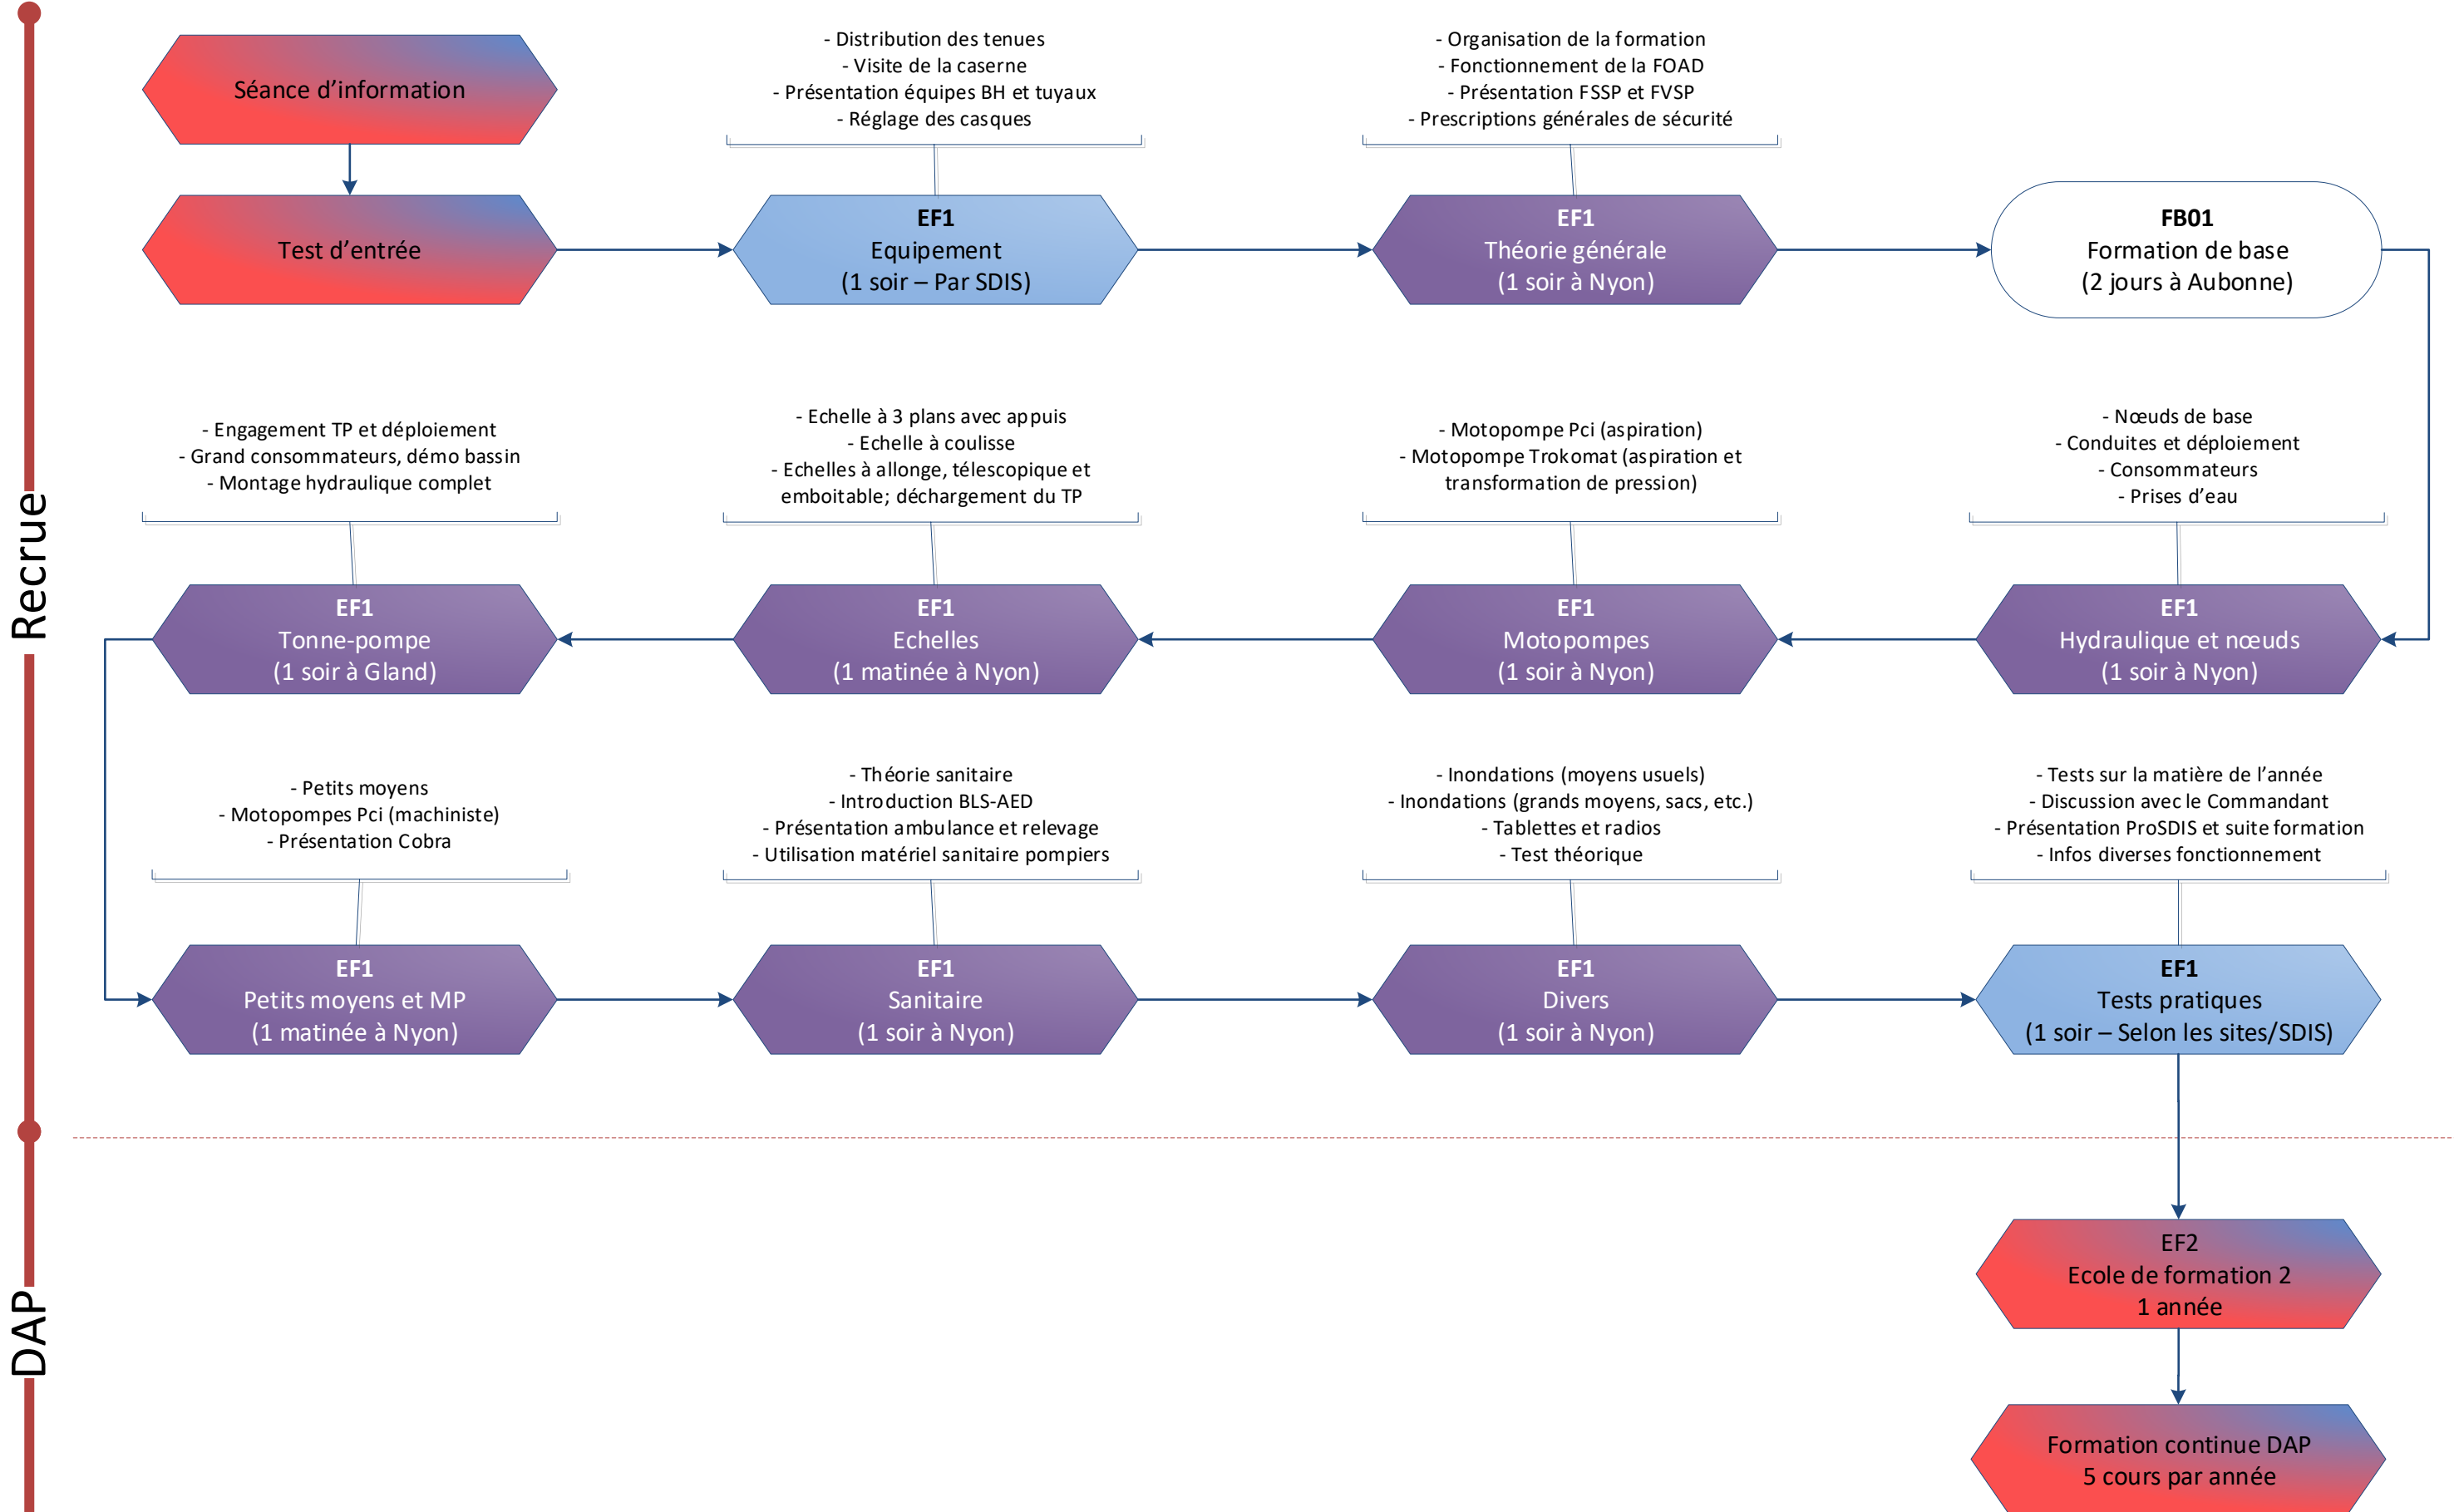 Recrue
Séance d’information
Test d’entrée
- Distribution des tenues
- Visite de la caserne
- Présentation équipes BH et tuyaux
- Réglage des casques
EF1
Equipement
(1 soir – Par SDIS)
- Organisation de la formation
- Fonctionnement de la FOAD
- Présentation FSSP et FVSP
- Prescriptions générales de sécurité
EF1
Théorie générale
(1 soir à Nyon)
FB01
Formation de base
(2 jours à Aubonne)
- Nœuds de base
- Conduites et déploiement
- Consommateurs
- Prises d’eau
EF1
Hydraulique et nœuds
(1 soir à Nyon)
- Motopompe Pci (aspiration)
- Motopompe Trokomat (aspiration et
transformation de pression)
EF1
Motopompes
(1 soir à Nyon)
- Echelle à 3 plans avec appuis
- Echelle à coulisse
- Echelles à allonge, télescopique et
emboitable; déchargement du TP
EF1
Echelles
(1 matinée à Nyon)
- Engagement TP et déploiement
- Grand consommateurs, démo bassin
- Montage hydraulique complet
EF1
Tonne-pompe
(1 soir à Gland)
- Petits moyens
- Motopompes Pci (machiniste)
- Présentation Cobra
EF1
Petits moyens et MP
(1 matinée à Nyon)
- Théorie sanitaire
- Introduction BLS-AED
- Présentation ambulance et relevage
- Utilisation matériel sanitaire pompiers
EF1
Sanitaire
(1 soir à Nyon)
- Inondations (moyens usuels)
- Inondations (grands moyens, sacs, etc.)
- Tablettes et radios
- Test théorique
EF1
Divers
(1 soir à Nyon)
- Tests sur la matière de l’année
- Discussion avec le Commandant
- Présentation ProSDIS et suite formation
- Infos diverses fonctionnement
EF1
Tests pratiques
(1 soir – Selon les sites/SDIS)
DAP
EF2
Ecole de formation 2
1 année
Formation continue DAP
5 cours par année